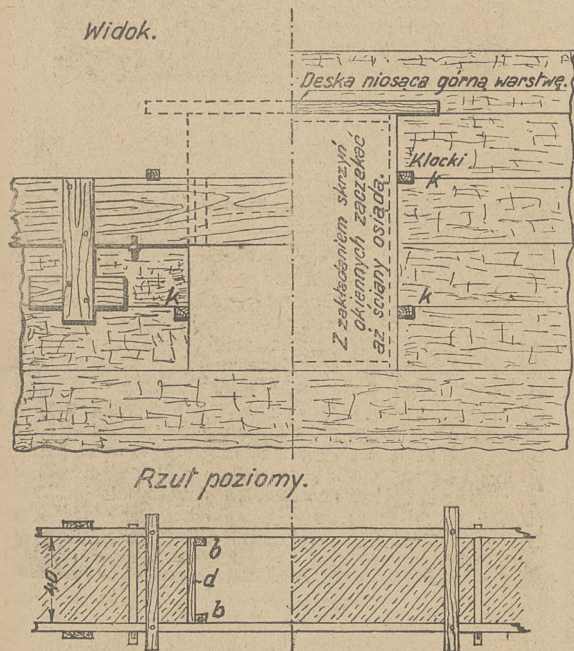 Widok.
Deska niosąca górną warstwę.
Klocki
k
Z zakładaniem skrzyń
okiennych zaczekać
aż ściany osiądą.
k
k
Rzut poziomy.
40
b
d
b